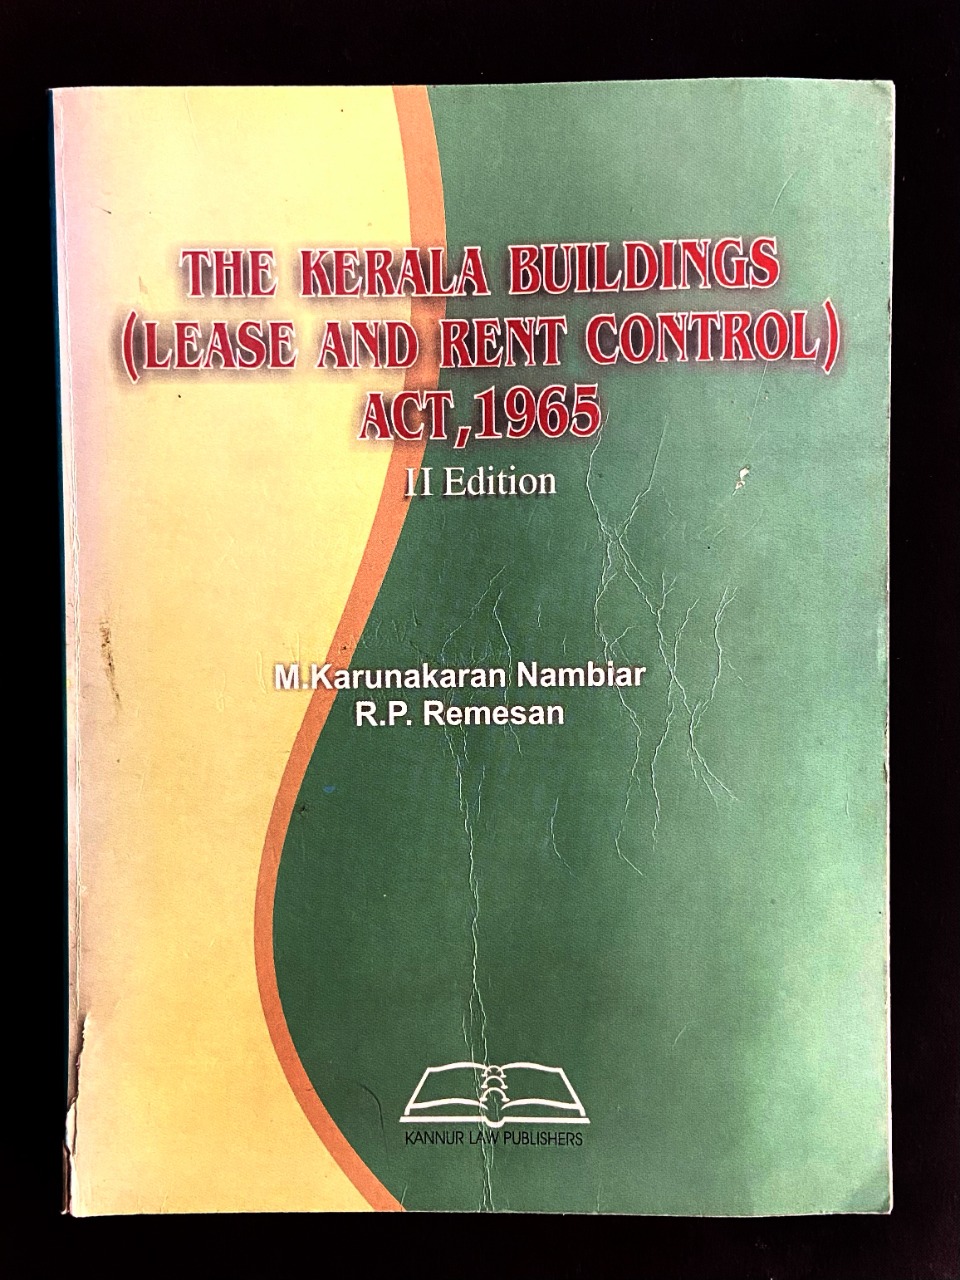 THE KERALA BUILDINGS
(LEASE AND RENT CONTROL)
ACT,1965
II Edition
M.Karunakaran Nambiar
R.P. Remesan
KANNUR LAW PUBLISHERS